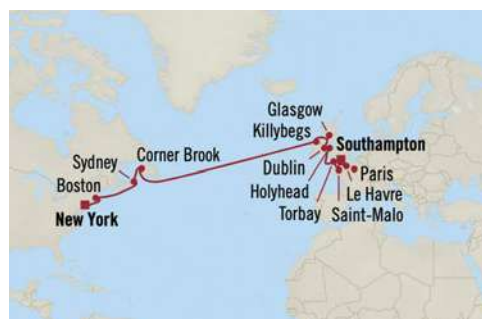 Glasgow
Killybegs
Southampton
Corner Brook
Sydney
Dublin
Paris
Boston
Holyhead
Le Havre
Torbay
Saint-Malo
New York